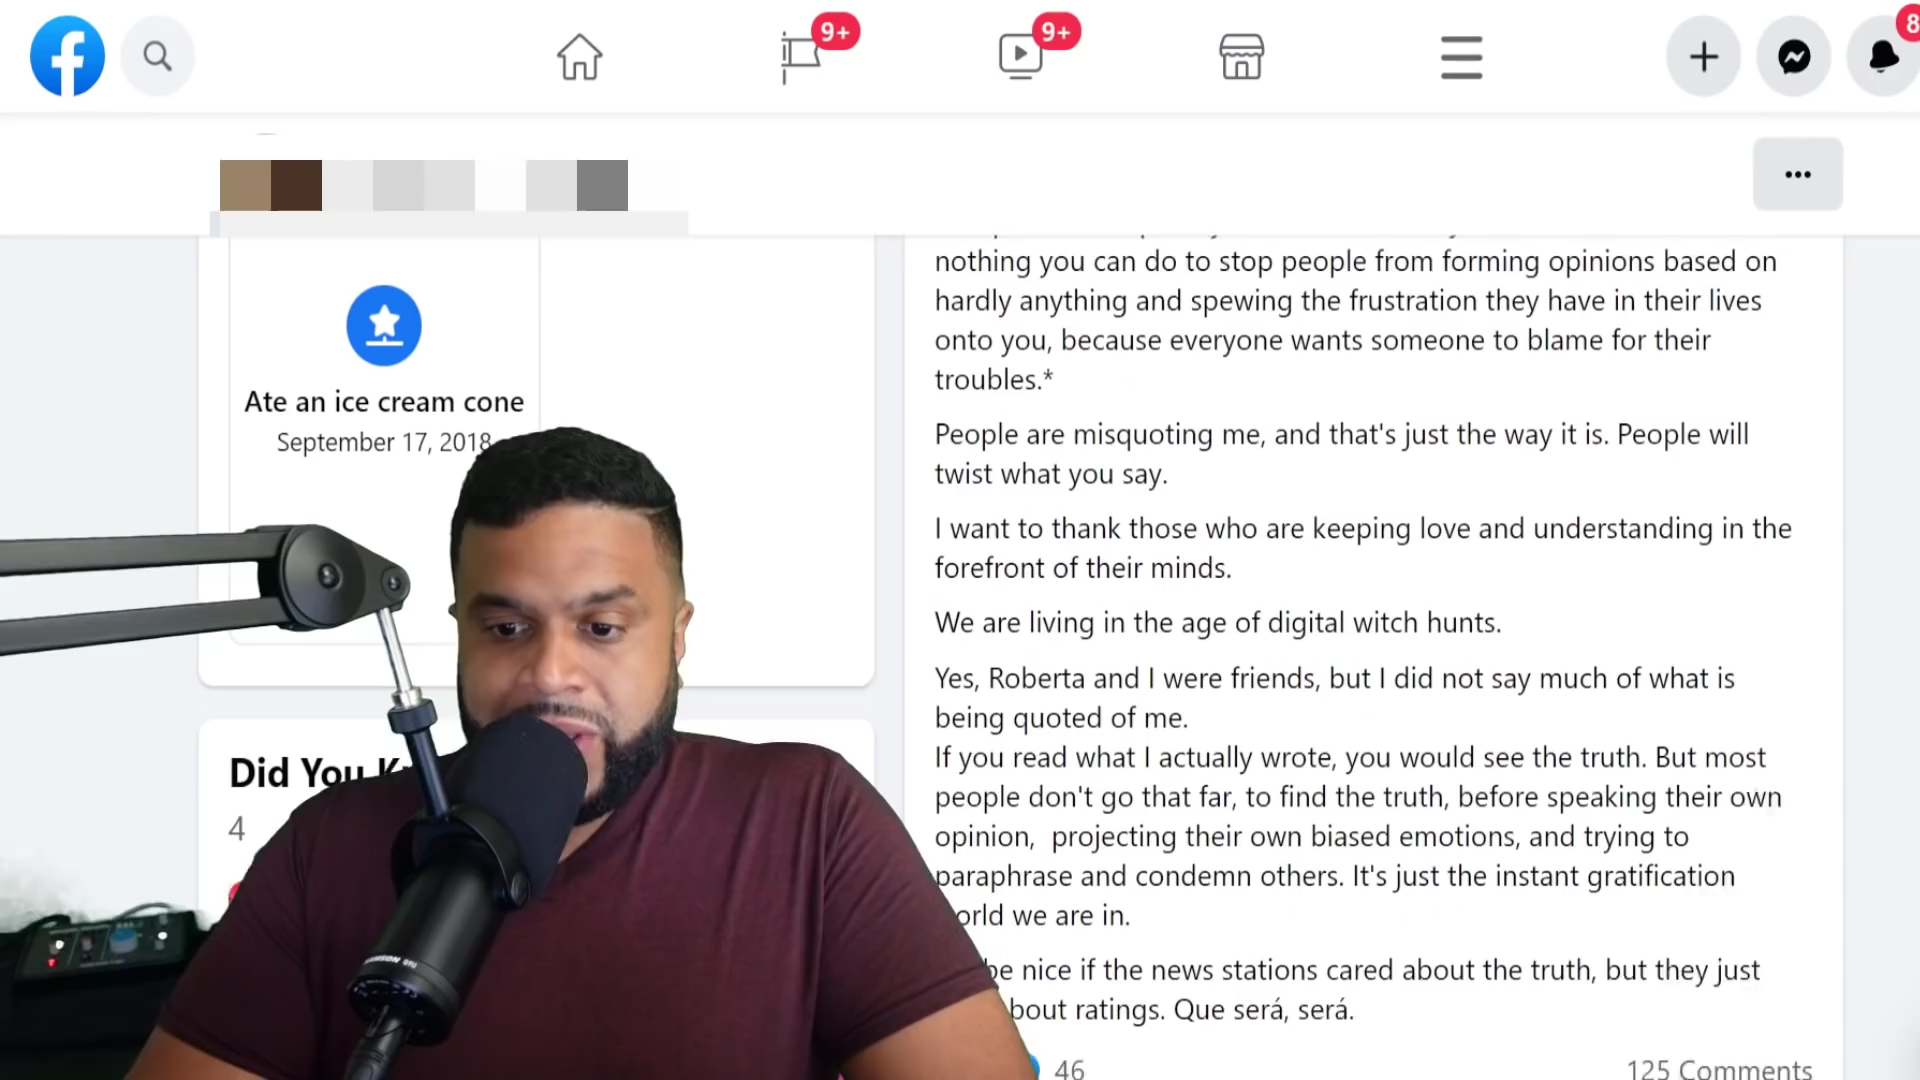 9+
9+
8
nothing you can do to stop people from forming opinions based on
hardly anything and spewing the frustration they have in their lives
onto you, because everyone wants someone to blame for their
troubles.*
People are misquoting me, and that's just the way it is. People will
twist what you say.
I want to thank those who are keeping love and understanding in the
forefront of their minds.
We are living in the age of digital witch hunts.
Yes, Roberta and I were friends, but I did not say much of what is
being quoted of me.
If you read what I actually wrote, you would see the truth. But most
people don't go that far, to find the truth, before speaking their own
opinion,  projecting their own biased emotions, and trying to
paraphrase and condemn others. It's just the instant gratification
world we are in.
be nice if the news stations cared about the truth, but they just
about ratings. Que será, será.
46
125 Comments
Ate an ice cream cone
September 17, 2018
Did You
4
SAMSON Q9U